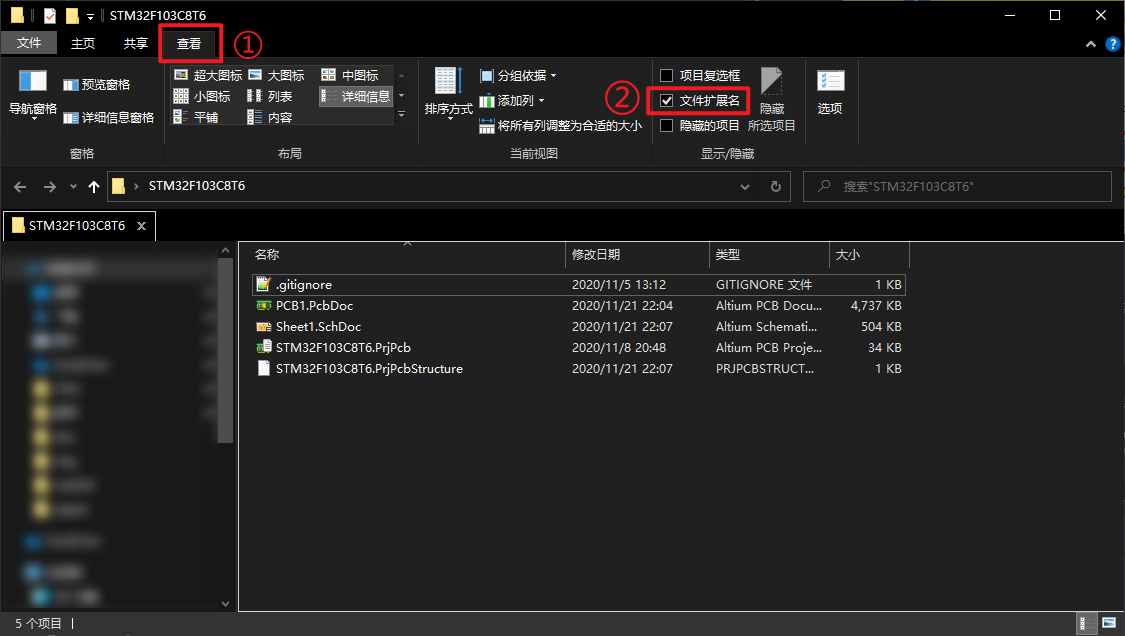 STM32F103C8T6
文件 主页 共享 查看 ①
导航窗格 预览窗格 详细信息窗格
窗格
超大图标 大图标 中图标
小图标 列表 详细信息
平铺 内容
布局
排序方式 分组依据
添加列
将所有列调整为合适的大小
当前视图
② 项目复选框
文件扩展名
隐藏的项目
隐藏
所选项目
显示/隐藏
选项
STM32F103C8T6
搜索"STM32F103C8T6"
STM32F103C8T6
名称 修改日期 类型 大小
.gitignore 2020/11/5 13:12 GITIGNORE 文件 1 KB
PCB1.PcbDoc 2020/11/21 22:04 Altium PCB Docu... 4,737 KB
Sheet1.SchDoc 2020/11/21 22:07 Altium Schemati... 504 KB
STM32F103C8T6.PrjPcb 2020/11/8 20:48 Altium PCB Proje... 34 KB
STM32F103C8T6.PrjPcbStructure 2020/11/21 22:07 PRJPCBSTRUCT... 1 KB
5 个项目